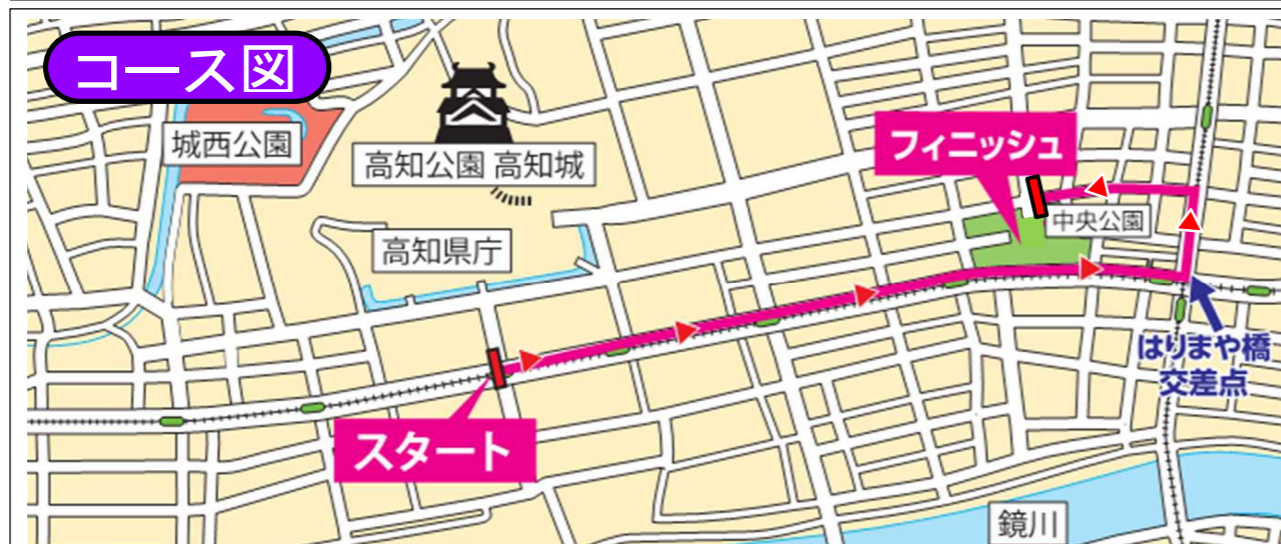 コース図
城西公園
高知公園 高知城
フィニッシュ
中央公園
高知県庁
はりまや橋
交差点
スタート
鏡川